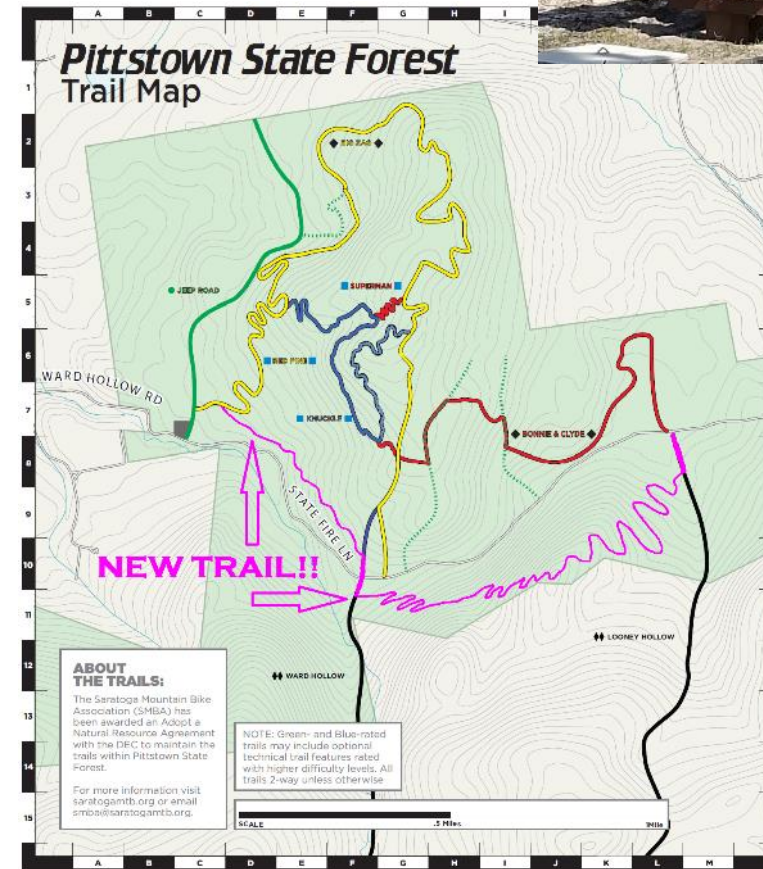 A B C D E F G H I
Pittstown State Forest
Trail Map
1
2
3
4
5
6
7
8
9
10
11
12
13
14
15
ZIG ZAG
SUPERMAN
JEEP ROAD
RED PINE
WARD HOLLOW RD
KNUCKLE
BONNIE & CLYDE
STATE FIRE LN
NEW TRAIL!!
LOONEY HOLLOW
WARD HOLLOW
ABOUT
THE TRAILS:
The Saratoga Mountain Bike
Association (SMBA) has
been awarded an Adopt a
Natural Resource Agreement
with the DEC to maintain the
trails within Pittstown State
Forest.
For more information visit
saratogamtb.org or email
smba@saratogamtb.org.
NOTE: Green- and Blue-rated
trails may include optional
technical trail features rated
with higher difficulty levels. All
trails 2-way unless otherwise
SCALE .5 Miles 1Mile
A B C D E F G H I J K L M